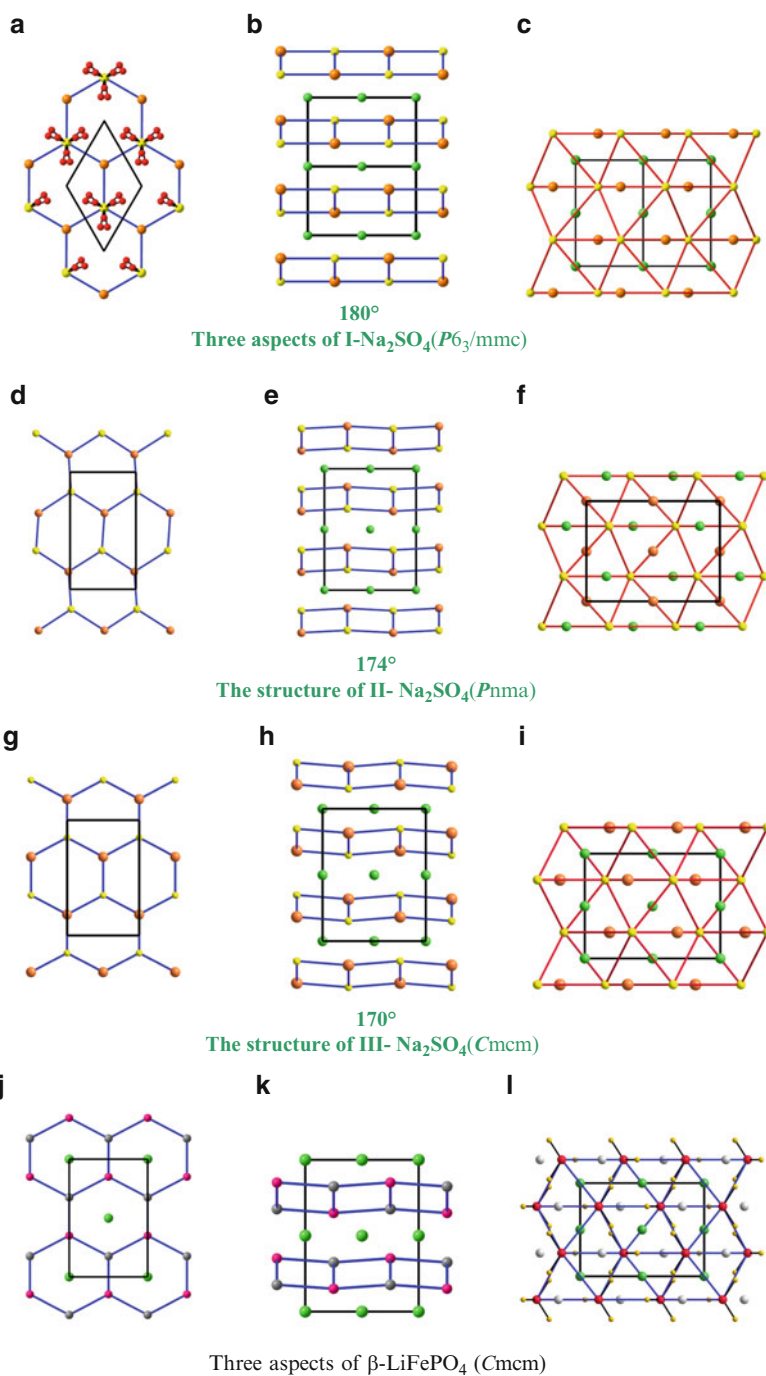 a b c
180°
Three aspects of I-Na₂SO₄(P6₃/mmc)
d e f
174°
The structure of II- Na₂SO₄(Pnma)
g h i
170°
The structure of III- Na₂SO₄(Cmcm)
j k l
Three aspects of β-LiFePO₄ (Cmcm)